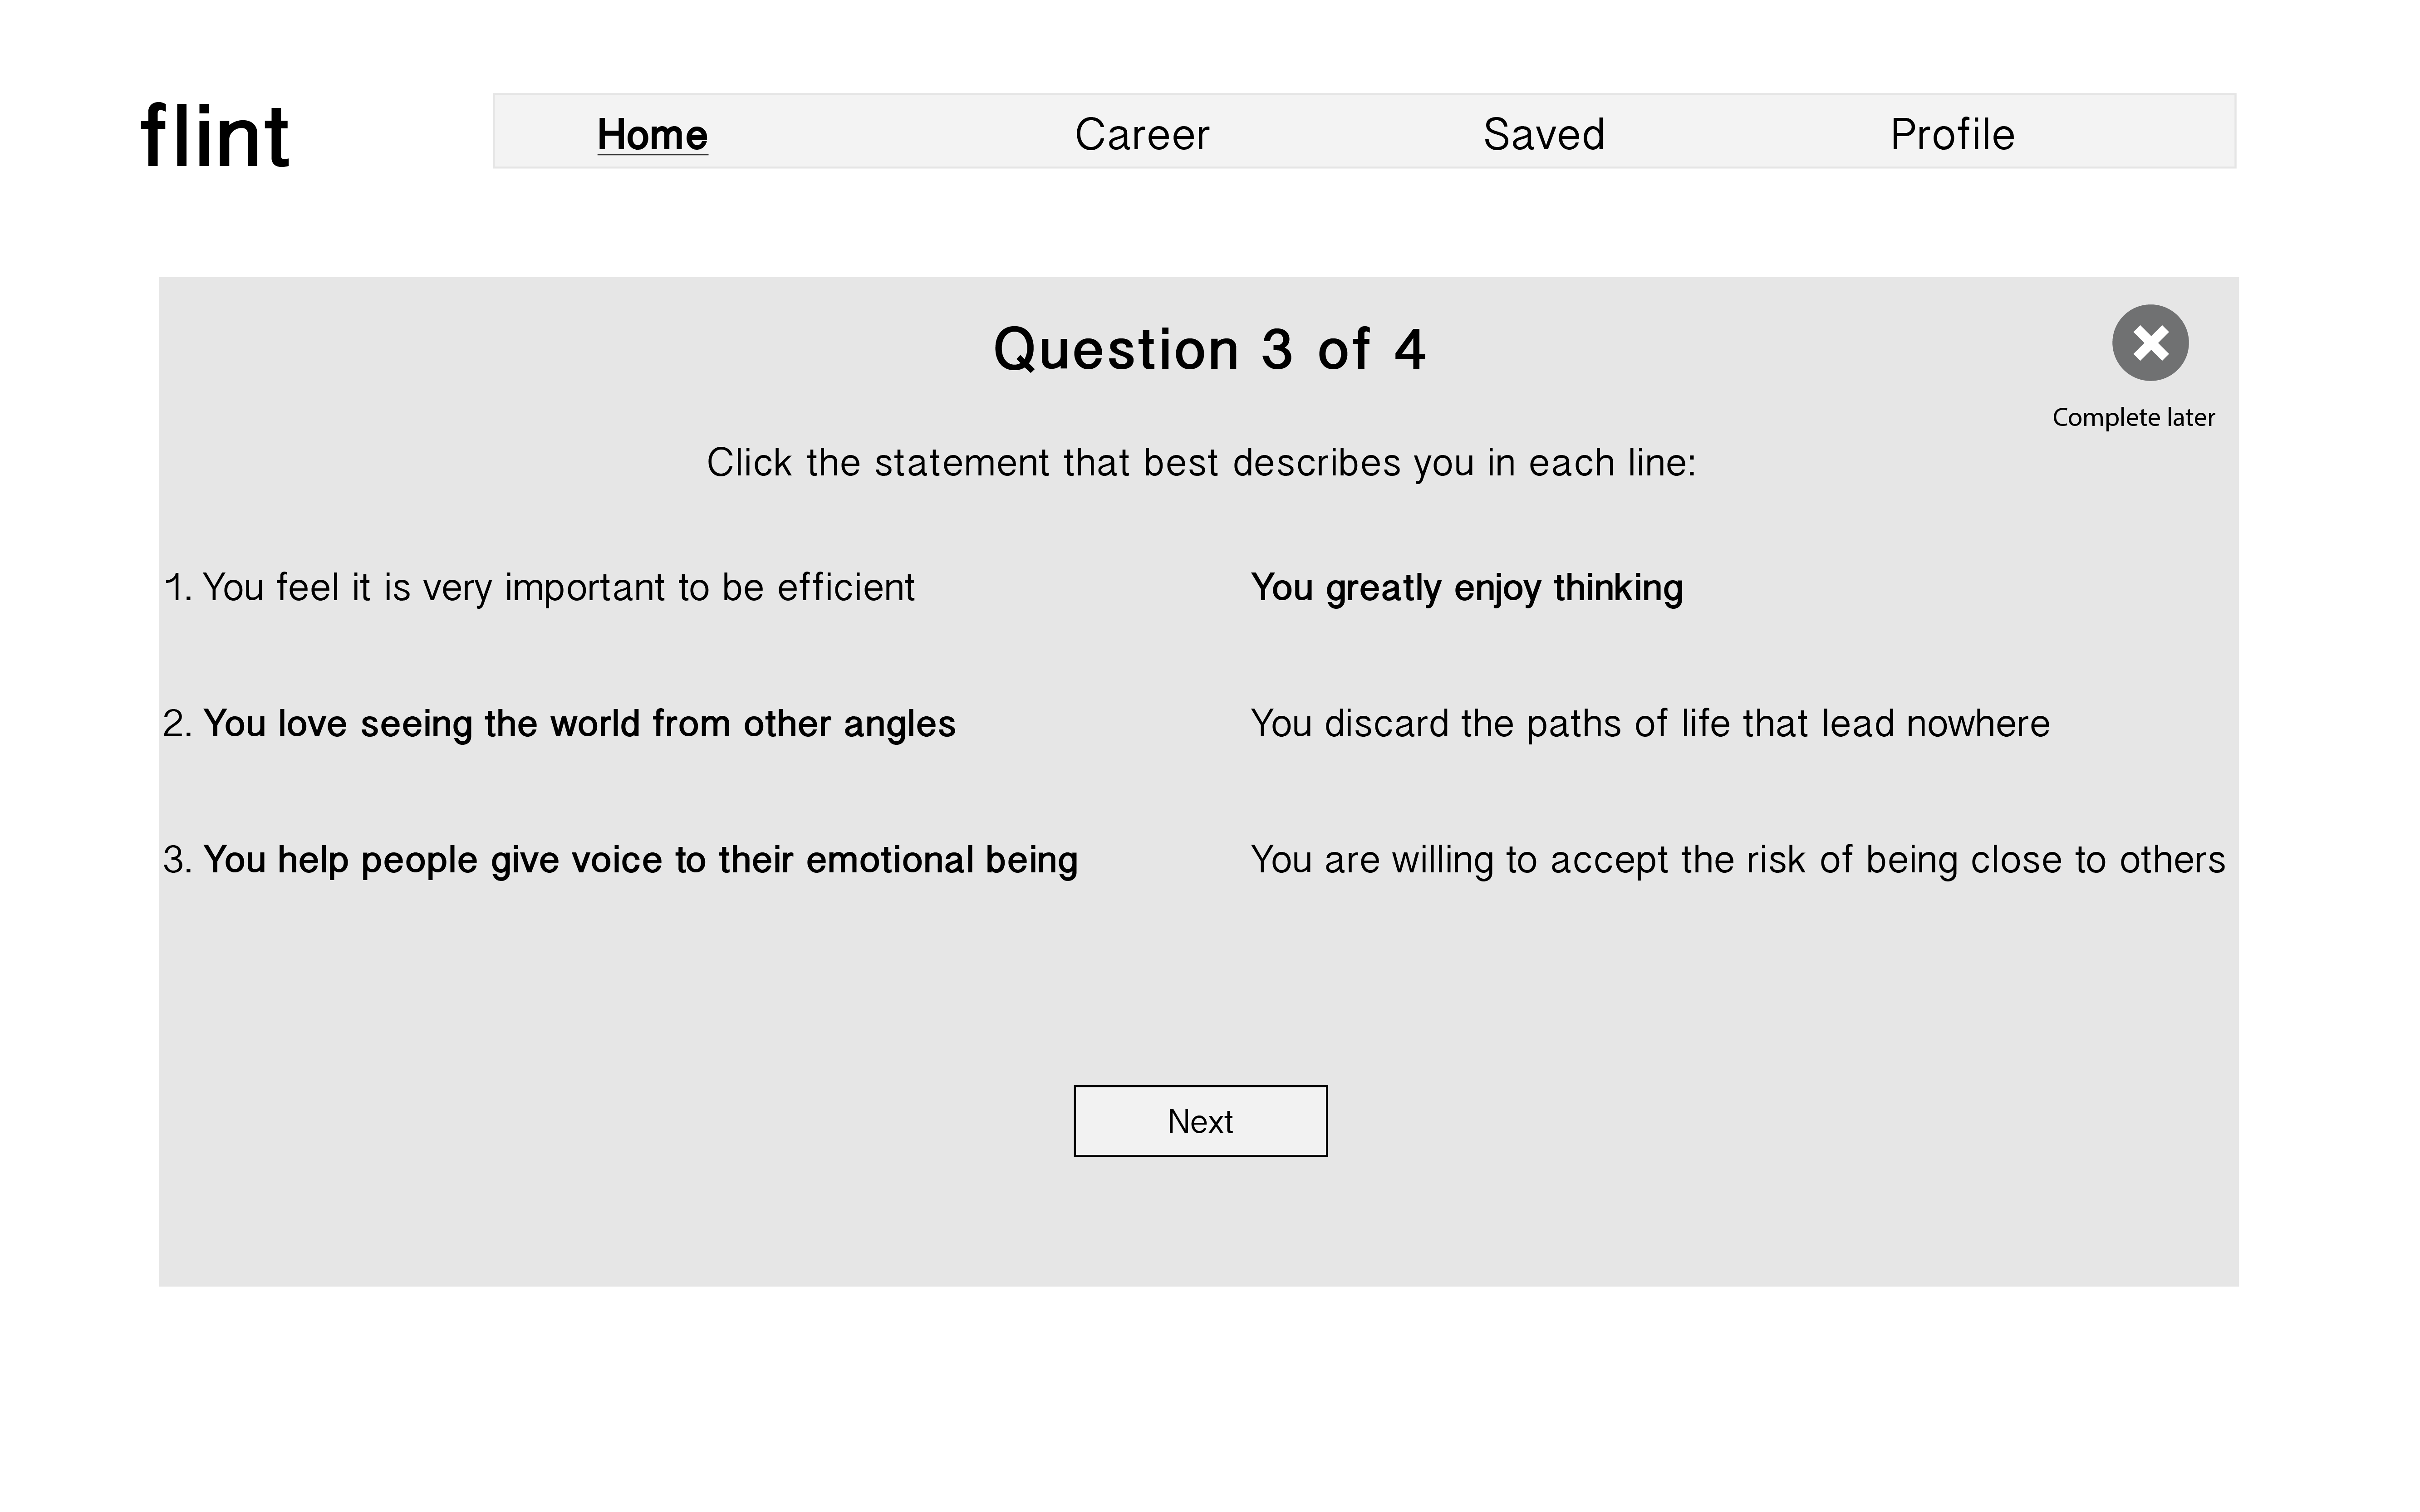 flint
Home Career Saved Profile
Question 3 of 4
Complete later
Click the statement that best describes you in each line:
1. You feel it is very important to be efficient You greatly enjoy thinking
2. You love seeing the world from other angles You discard the paths of life that lead nowhere
3. You help people give voice to their emotional being You are willing to accept the risk of being close to others
Next